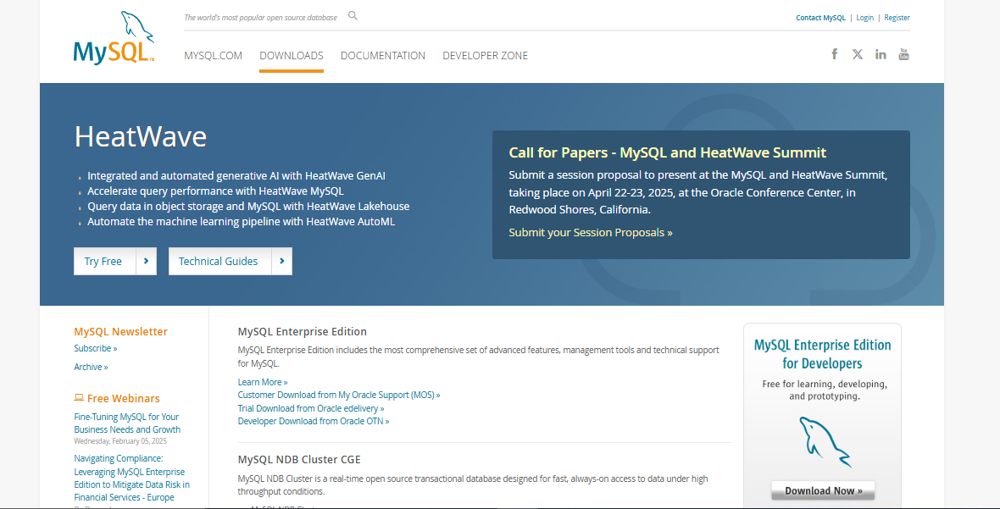 MySQL
The world's most popular open source database
Contact MySQL | Login | Register
MYSQL.COM DOWNLOADS DOCUMENTATION DEVELOPER ZONE
HeatWave
Integrated and automated generative AI with HeatWave GenAI
Accelerate query performance with HeatWave MySQL
Query data in object storage and MySQL with HeatWave Lakehouse
Automate the machine learning pipeline with HeatWave AutoML
Try Free
Technical Guides
Call for Papers - MySQL and HeatWave Summit
Submit a session proposal to present at the MySQL and HeatWave Summit,
taking place on April 22-23, 2025, at the Oracle Conference Center, in
Redwood Shores, California.
Submit your Session Proposals »
MySQL Newsletter
Subscribe »
Archive »
Free Webinars
Fine-Tuning MySQL for Your
Business Needs and Growth
Wednesday, February 05, 2025
Navigating Compliance:
Leveraging MySQL Enterprise
Edition to Mitigate Data Risk in
Financial Services - Europe
MySQL Enterprise Edition
MySQL Enterprise Edition includes the most comprehensive set of advanced features, management tools and technical support
for MySQL.
Learn More »
Customer Download from My Oracle Support (MOS) »
Trial Download from Oracle edelivery »
Developer Download from Oracle OTN »
MySQL NDB Cluster CGE
MySQL NDB Cluster is a real-time open source transactional database designed for fast, always-on access to data under high
throughput conditions.
MySQL Enterprise Edition
for Developers
Free for learning, developing,
and prototyping.
Download Now »